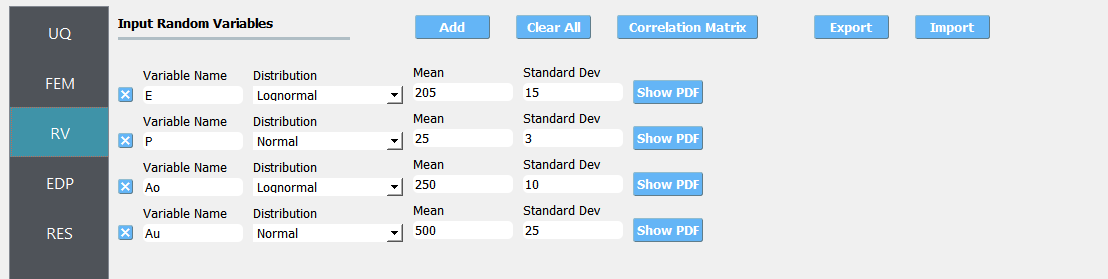 UQ
FEM
RV
EDP
RES
Input Random Variables
Add
Clear All
Correlation Matrix
Export
Import
Variable Name Distribution Mean Standard Dev
E Lognormal 205 15 Show PDF
Variable Name Distribution Mean Standard Dev
P Normal 25 3 Show PDF
Variable Name Distribution Mean Standard Dev
Ao Lognormal 250 10 Show PDF
Variable Name Distribution Mean Standard Dev
Au Normal 500 25 Show PDF